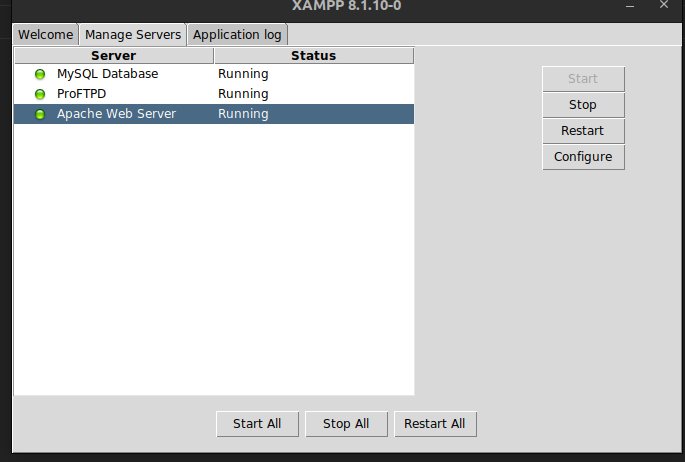 XAMPP 8.1.10-0
Welcome Manage Servers Application log
Server Status
MySQL Database Running
ProFTPD Running
Apache Web Server Running
Start
Stop
Restart
Configure
Start All Stop All Restart All